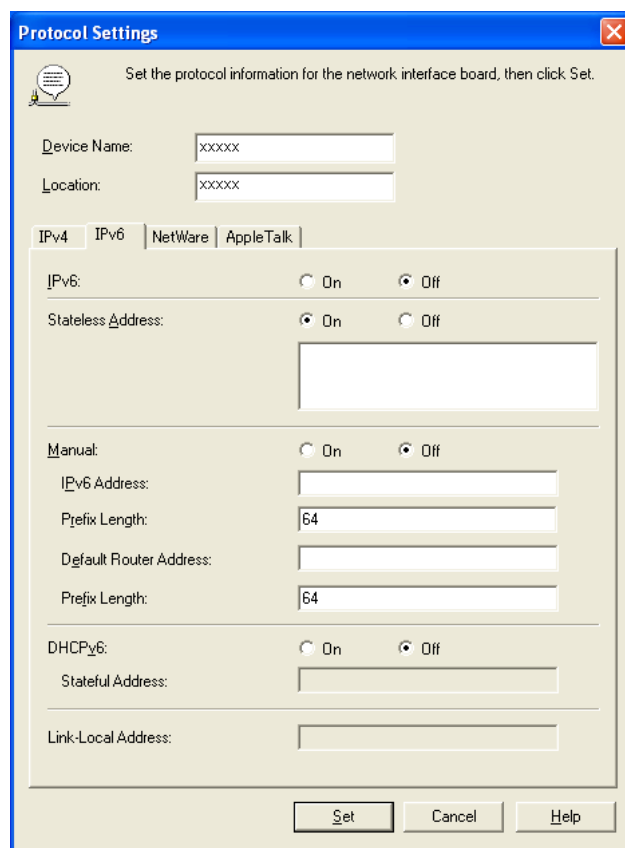 Protocol Settings
Set the protocol information for the network interface board, then click Set.
Device Name: xxxxx
Location: xxxxx
IPv4 IPv6 NetWare AppleTalk
IPv6: On Off
Stateless Address: On Off
Manual: On Off
IPv6 Address:
Prefix Length: 64
Default Router Address:
Prefix Length: 64
DHCPv6: On Off
Stateful Address:
Link-Local Address:
Set Cancel Help